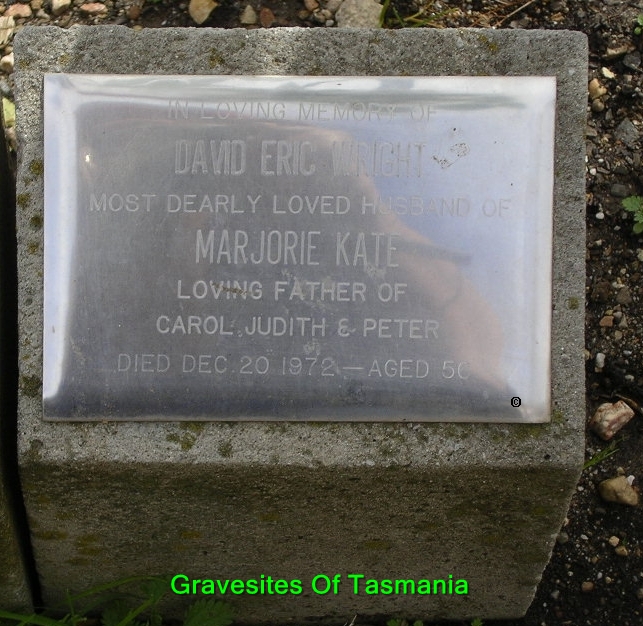 IN LOVING MEMORY OF
DAVID ERIC WRIGHT
MOST DEARLY LOVED HUSBAND OF
MARJORIE KATE
LOVING FATHER OF
CAROL, JUDITH & PETER
DIED DEC. 20 1972 — AGED 56
©
Gravesites Of Tasmania